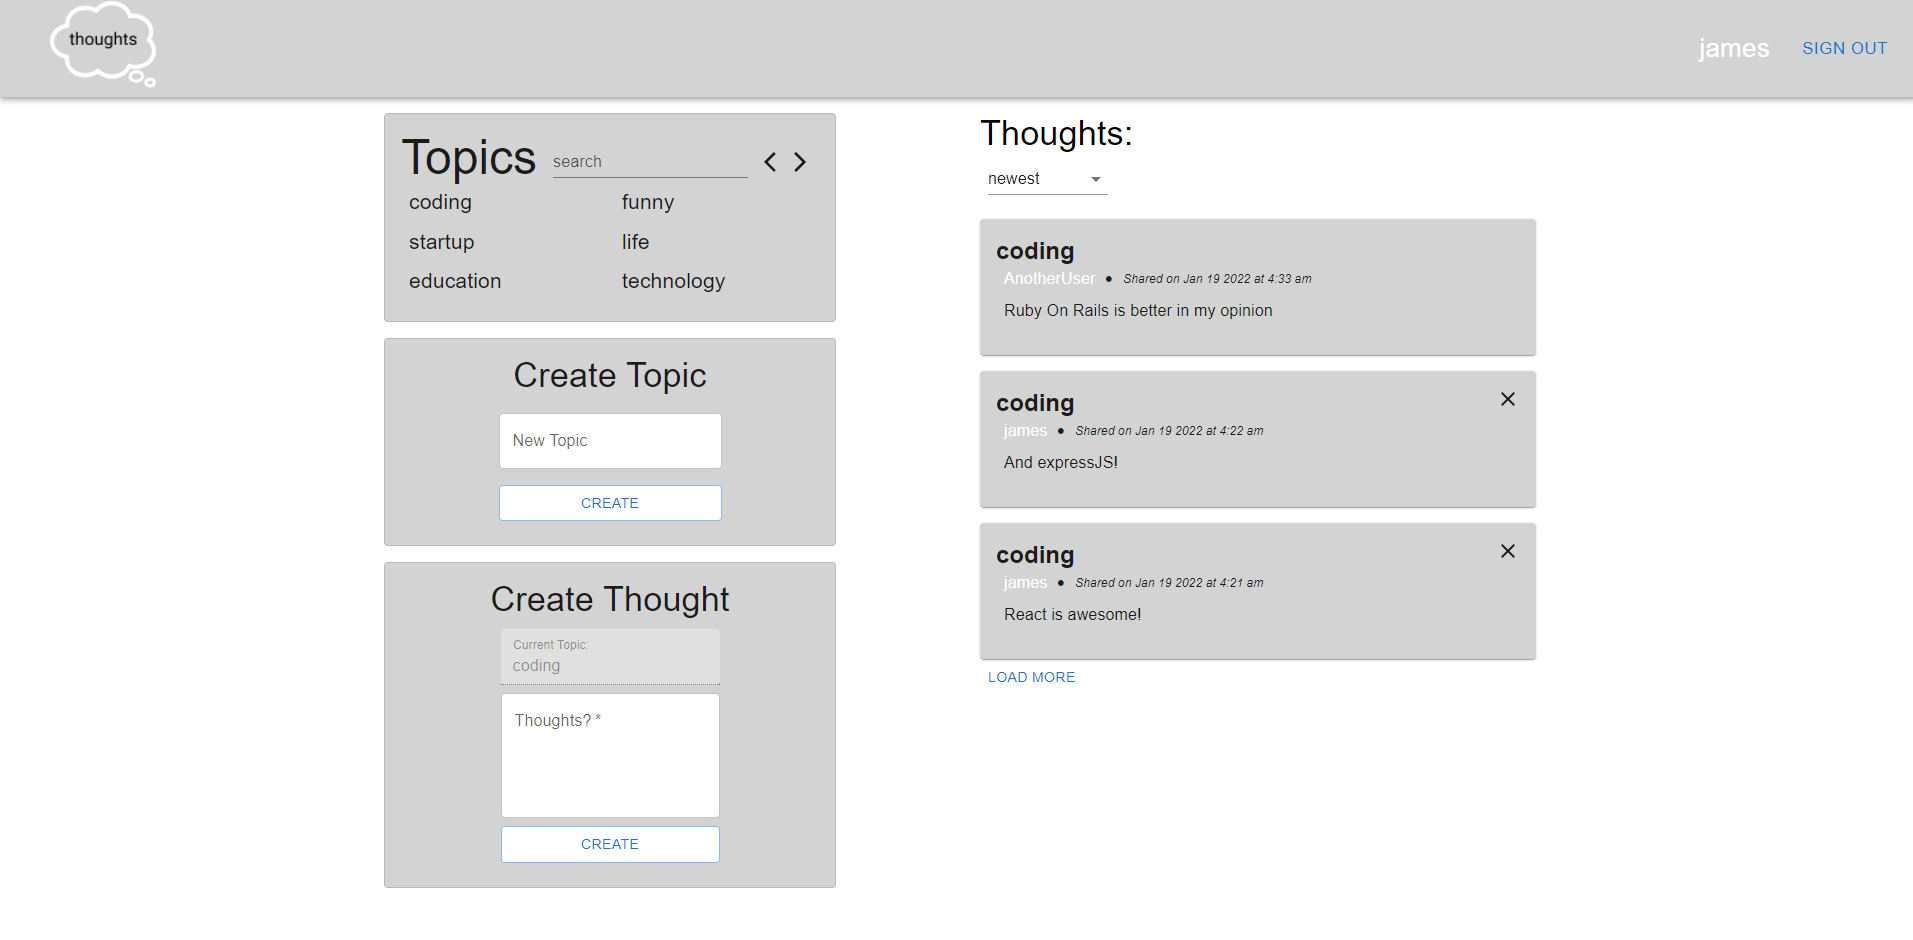 thoughts
james SIGN OUT
Topics search
coding funny
startup life
education technology
Create Topic
New Topic
CREATE
Create Thought
Current Topic:
coding
Thoughts? *
CREATE
Thoughts:
newest
coding
AnotherUser • Shared on Jan 19 2022 at 4:33 am
Ruby On Rails is better in my opinion
coding
james • Shared on Jan 19 2022 at 4:22 am
And expressJS!
coding
james • Shared on Jan 19 2022 at 4:21 am
React is awesome!
LOAD MORE